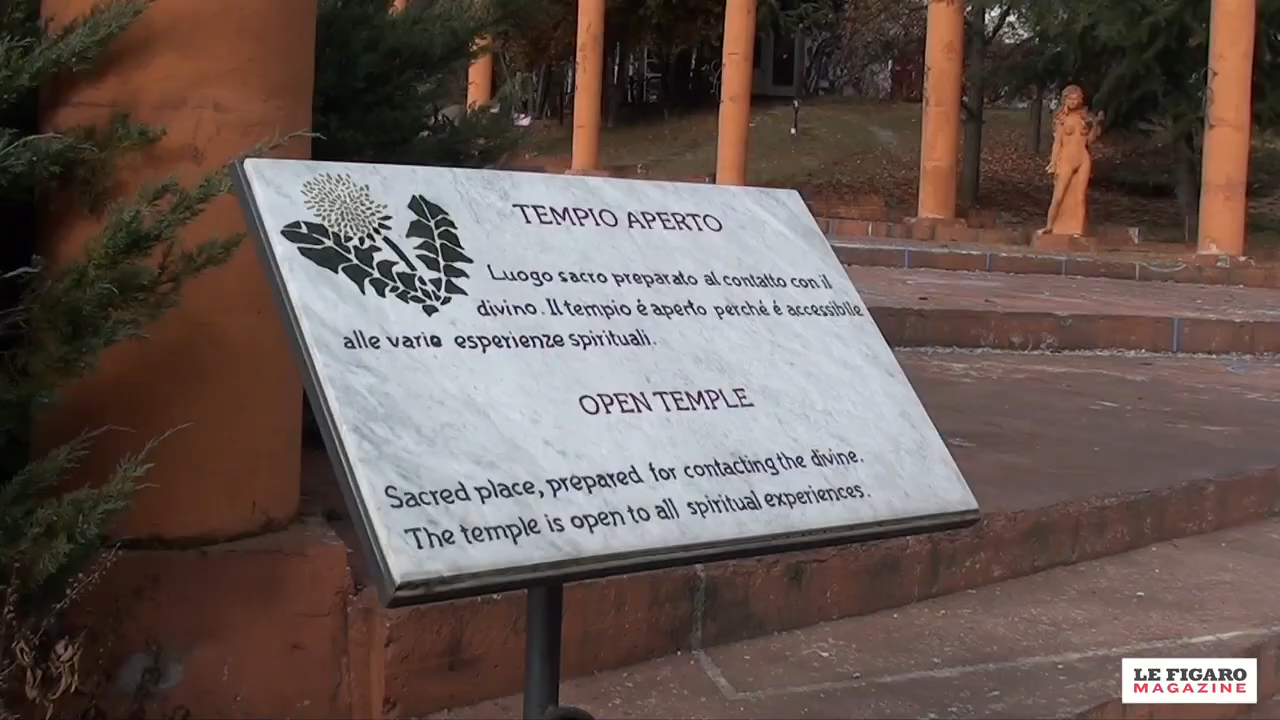 TEMPIO APERTO
Luogo sacro preparato al contatto con il
divino. Il tempio é aperto perché é accessibile
alle varie esperienze spirituali.
OPEN TEMPLE
Sacred place, prepared for contacting the divine.
The temple is open to all spiritual experiences.
LE FIGARO
MAGAZINE